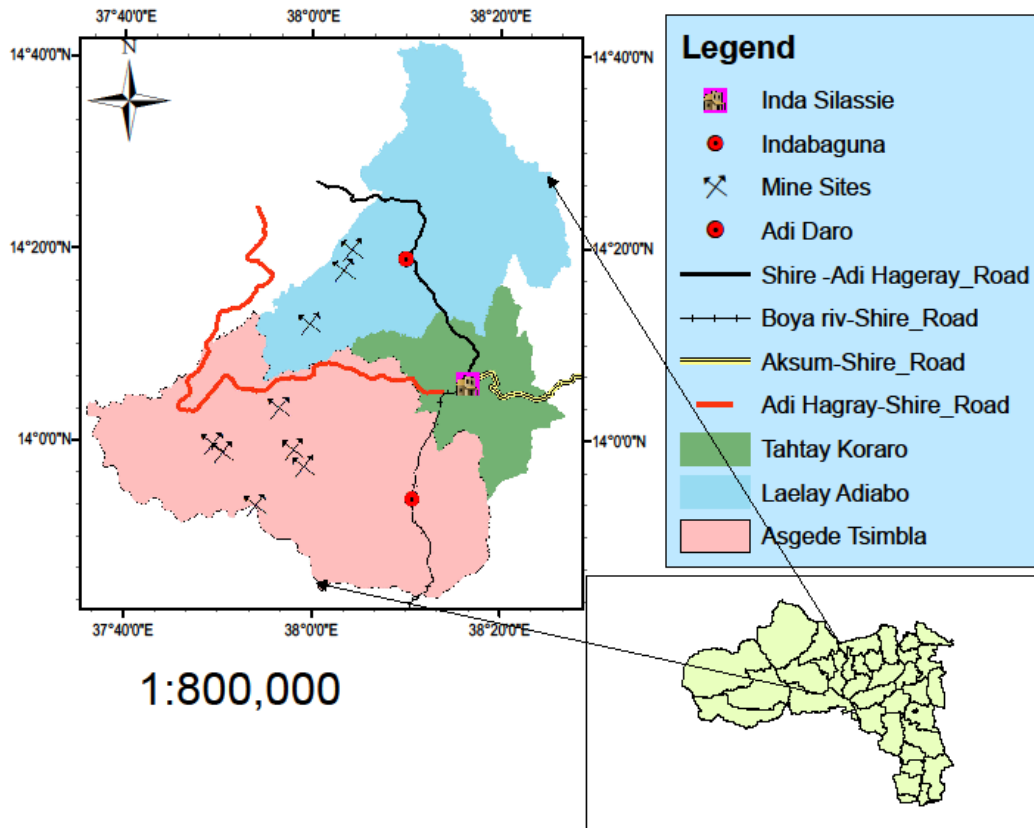 37°40'0"E 38°0'0"E 38°20'0"E
N
14°40'0"N 14°40'0"N
14°20'0"N 14°20'0"N
14°0'0"N 14°0'0"N
37°40'0"E 38°0'0"E 38°20'0"E
1:800,000
Legend
Inda Silassie
Indabaguna
Mine Sites
Adi Daro
Shire -Adi Hageray_Road
Boya riv-Shire_Road
Aksum-Shire_Road
Adi Hagray-Shire_Road
Tahtay Koraro
Laelay Adiabo
Asgede Tsimbla